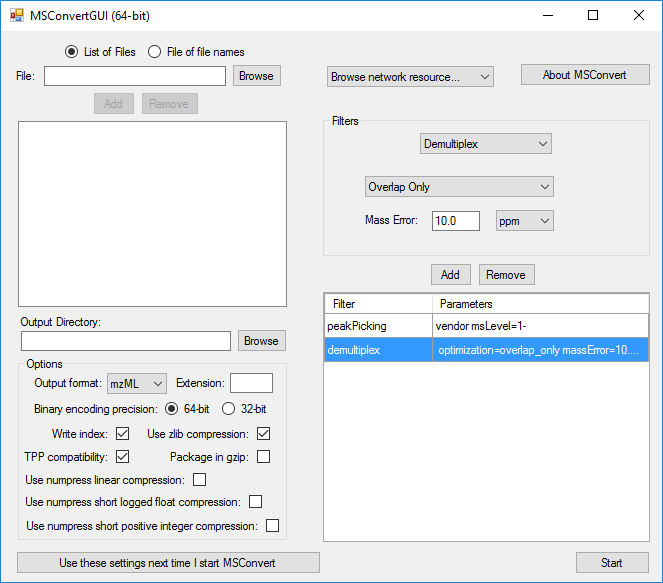 MSConvertGUI (64-bit)
List of Files
File of file names
File:
Browse
Add
Remove
Output Directory:
Browse
Options
Output format:
mzML
Extension:
Binary encoding precision:
64-bit
32-bit
Write index:
Use zlib compression:
TPP compatibility:
Package in gzip:
Use numpress linear compression:
Use numpress short logged float compression:
Use numpress short positive integer compression:
Use these settings next time I start MSConvert
Browse network resource...
About MSConvert
Filters
Demultiplex
Overlap Only
Mass Error:
10.0
ppm
Add
Remove
Filter
Parameters
peakPicking
vendor msLevel=1-
demultiplex
optimization=overlap_only massError=10....
Start